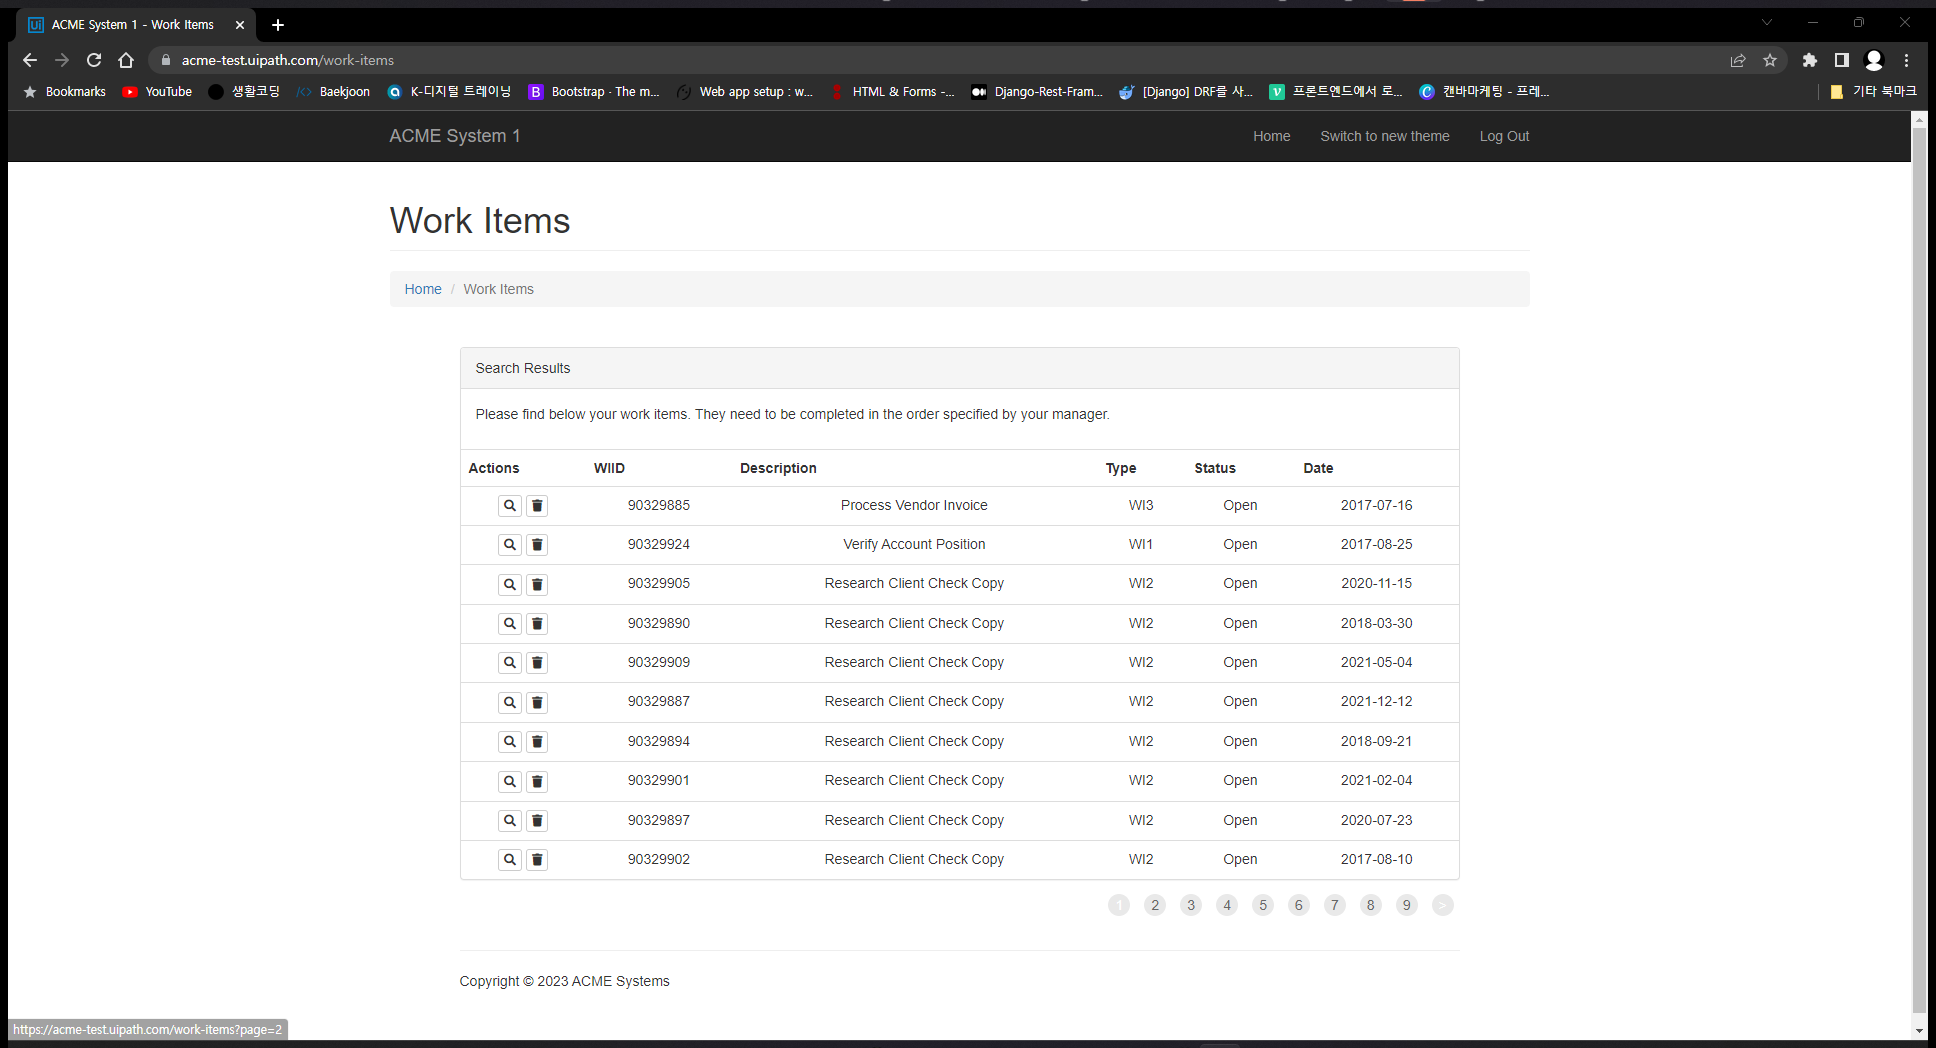 ACME System 1 - Work Items
acme-test.uipath.com/work-items
Bookmarks YouTube 생활코딩 Baekjoon K-디지털 트레이닝 Bootstrap · The m... Web app setup : w... HTML & Forms -... Django-Rest-Fram... [Django] DRF를 사... 프론트엔드에서 로... 캔바마케팅 - 프레... 기타 북마크
ACME System 1 Home Switch to new theme Log Out
Work Items
Home / Work Items
Search Results
Please find below your work items. They need to be completed in the order specified by your manager.
Actions WIID Description Type Status Date
90329885 Process Vendor Invoice WI3 Open 2017-07-16
90329924 Verify Account Position WI1 Open 2017-08-25
90329905 Research Client Check Copy WI2 Open 2020-11-15
90329890 Research Client Check Copy WI2 Open 2018-03-30
90329909 Research Client Check Copy WI2 Open 2021-05-04
90329887 Research Client Check Copy WI2 Open 2021-12-12
90329894 Research Client Check Copy WI2 Open 2018-09-21
90329901 Research Client Check Copy WI2 Open 2021-02-04
90329897 Research Client Check Copy WI2 Open 2020-07-23
90329902 Research Client Check Copy WI2 Open 2017-08-10
1 2 3 4 5 6 7 8 9 >
Copyright © 2023 ACME Systems
https://acme-test.uipath.com/work-items?page=2